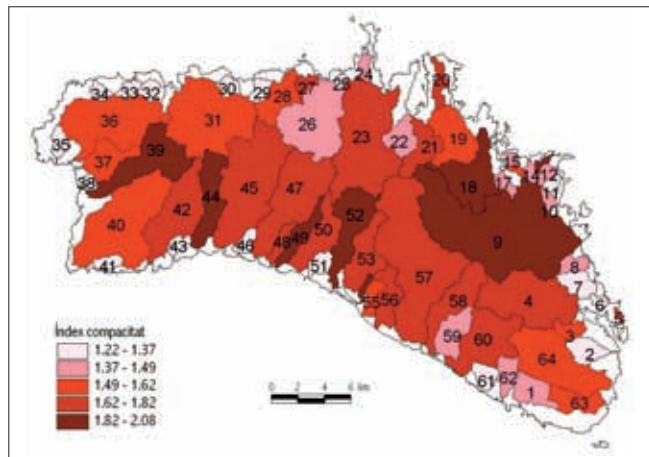 24
20
34 33 32 30 29 28 27 23
36 31 26 23 22 21 19
35 39 15
37 18 17 14 12
38 11
44 45 47 10
40 42 52 9
50
48 49
43 46 51 53 57 8
41 7
58 4 6
55 56 5
59 60 3
64 2
61 62 1 63
Índex compacitat
1.22 - 1.37
1.37 - 1.49
1.49 - 1.62
1.62 - 1.82
1.82 - 2.08
0 2 4 6 km